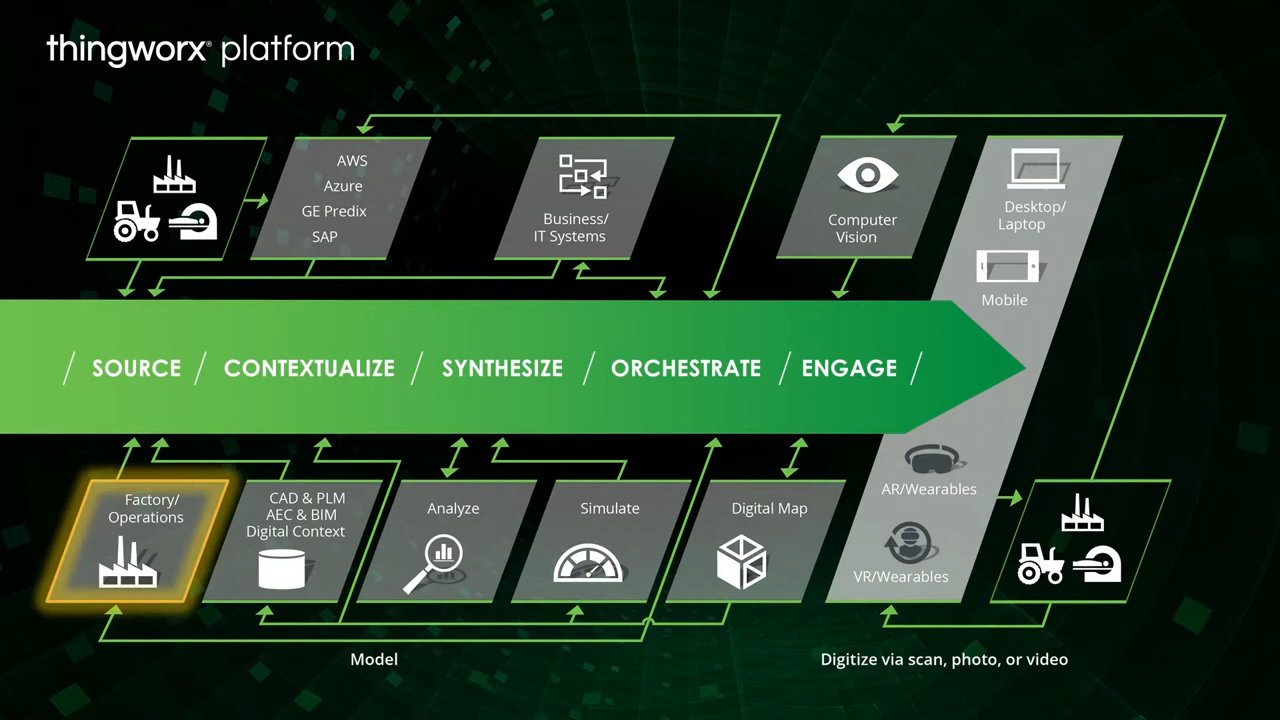 thingworx® platform
AWS
Azure
GE Predix
SAP
Business/
IT Systems
Computer
Vision
Desktop/
Laptop
Mobile
/ SOURCE / CONTEXTUALIZE / SYNTHESIZE / ORCHESTRATE / ENGAGE /
Factory/
Operations
CAD & PLM
AEC & BIM
Digital Context
Analyze
Simulate
Digital Map
AR/Wearables
VR/Wearables
Model
Digitize via scan, photo, or video